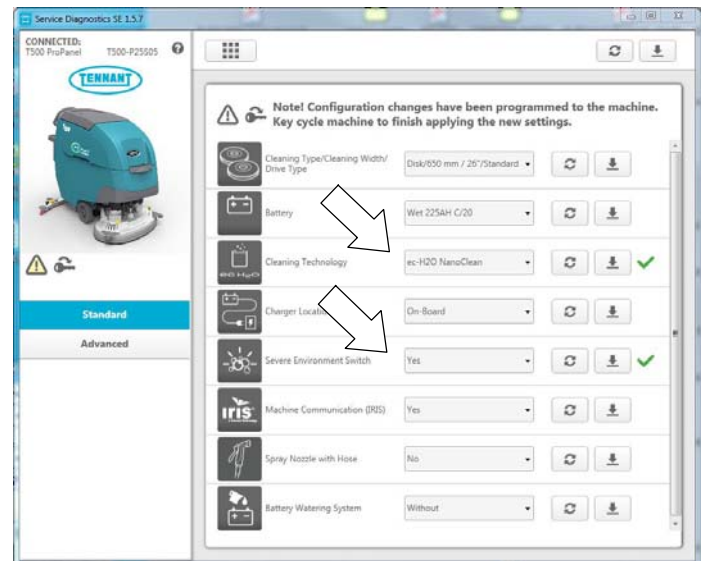 Service Diagnostics SE 1.5.7
CONNECTED:
T500 ProPanel T500-P25505
TENNANT
Note! Configuration changes have been programmed to the machine.
Key cycle machine to finish applying the new settings.
Cleaning Type/Cleaning Width/
Drive Type
Disk/650 mm / 26"/Standard
Battery
Wet 225AH C/20
ec H2O
Cleaning Technology
ec-H2O NanoClean
Standard
Charger Location
On-Board
Advanced
Severe Environment Switch
Yes
IRIS
Machine Communication (IRIS)
Yes
Spray Nozzle with Hose
No
Battery Watering System
Without